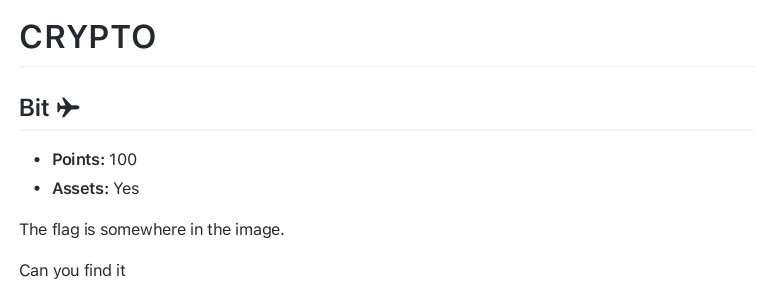 CRYPTO
Bit ✈
• Points: 100
• Assets: Yes
The flag is somewhere in the image.
Can you find it